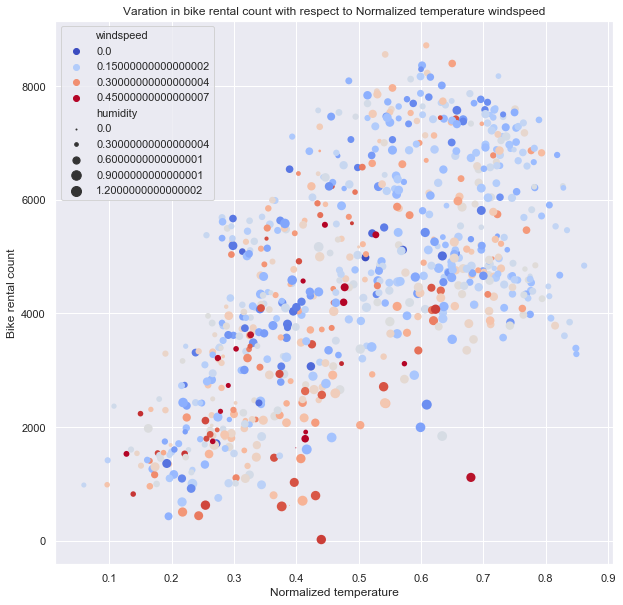 Varation in bike rental count with respect to Normalized temperature windspeed
windspeed
0.0
0.15000000000000002
0.30000000000000004
0.45000000000000007
humidity
0.0
0.30000000000000004
0.6000000000000001
0.9000000000000001
1.2000000000000002
8000
6000
4000
2000
0
Bike rental count
0.1 0.2 0.3 0.4 0.5 0.6 0.7 0.8 0.9
Normalized temperature